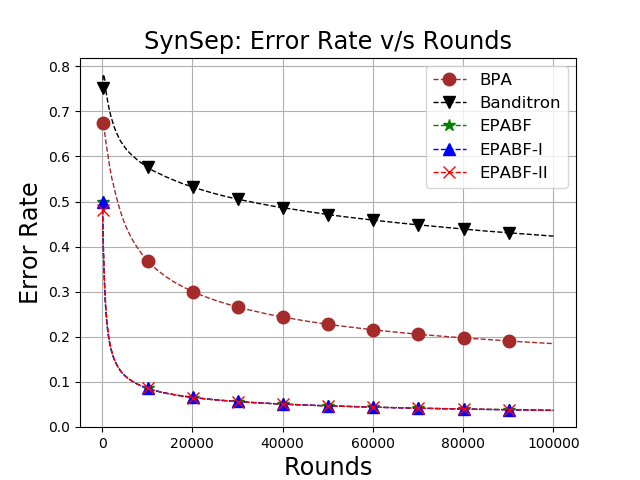 SynSep: Error Rate v/s Rounds
Error Rate
0.8
0.7
0.6
0.5
0.4
0.3
0.2
0.1
0.0
BPA
Banditron
EPABF
EPABF-I
EPABF-II
0 20000 40000 60000 80000 100000
Rounds